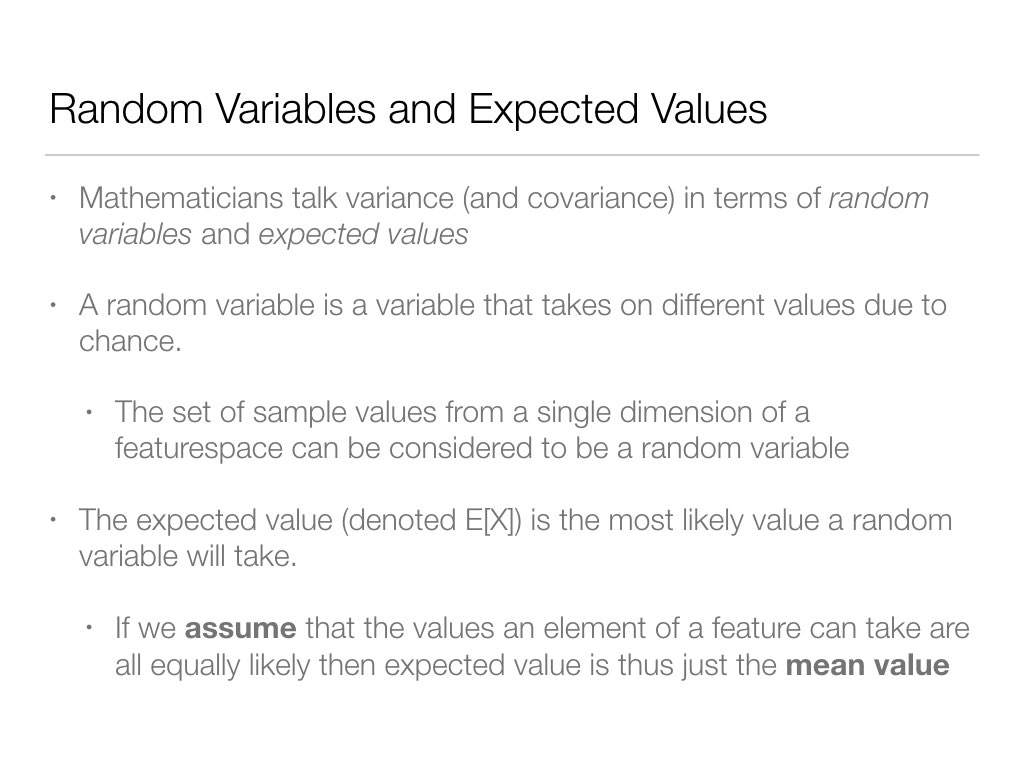 Random Variables and Expected Values
• Mathematicians talk variance (and covariance) in terms of random
variables and expected values
• A random variable is a variable that takes on different values due to
chance.
• The set of sample values from a single dimension of a
featurespace can be considered to be a random variable
• The expected value (denoted E[X]) is the most likely value a random
variable will take.
• If we assume that the values an element of a feature can take are
all equally likely then expected value is thus just the mean value